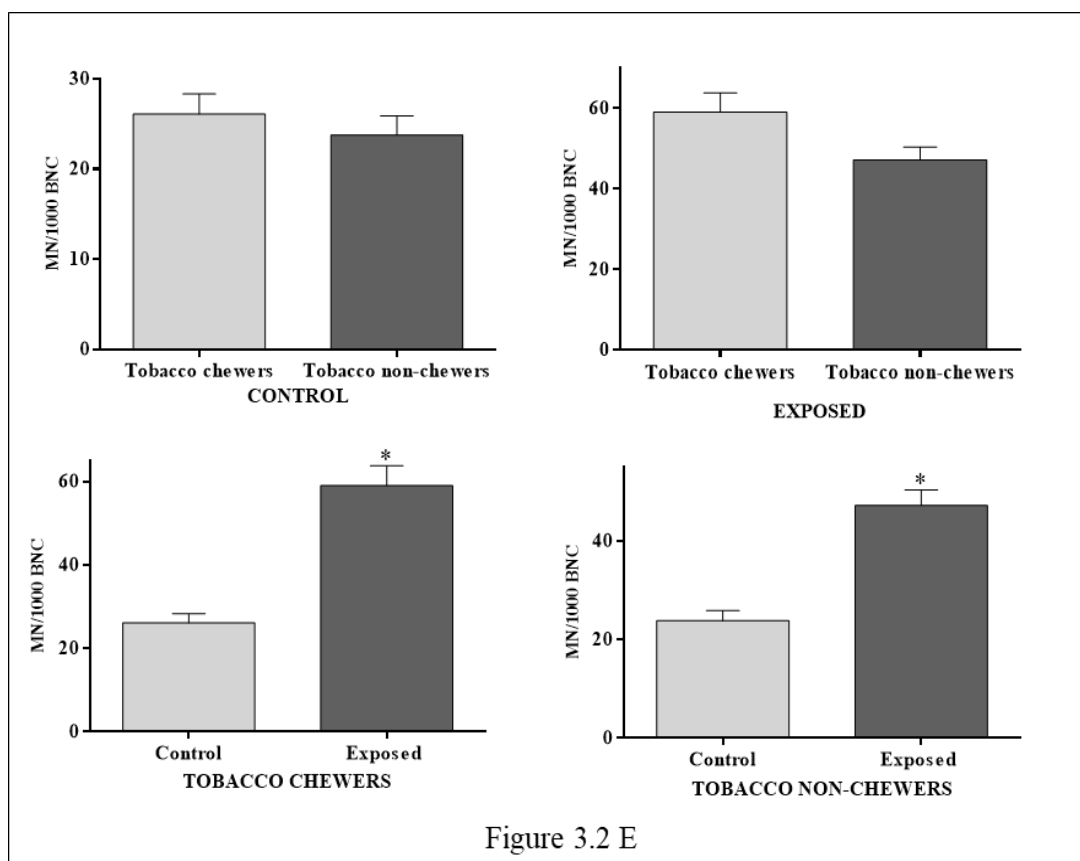 30
20
10
0
MN/1000 BNC
Tobacco chewers Tobacco non-chewers
CONTROL
60
40
20
0
MN/1000 BNC
Tobacco chewers Tobacco non-chewers
EXPOSED
60
40
20
0
MN/1000 BNC
*
Control Exposed
TOBACCO CHEWERS
40
20
0
MN/1000 BNC
*
Control Exposed
TOBACCO NON-CHEWERS
Figure 3.2 E